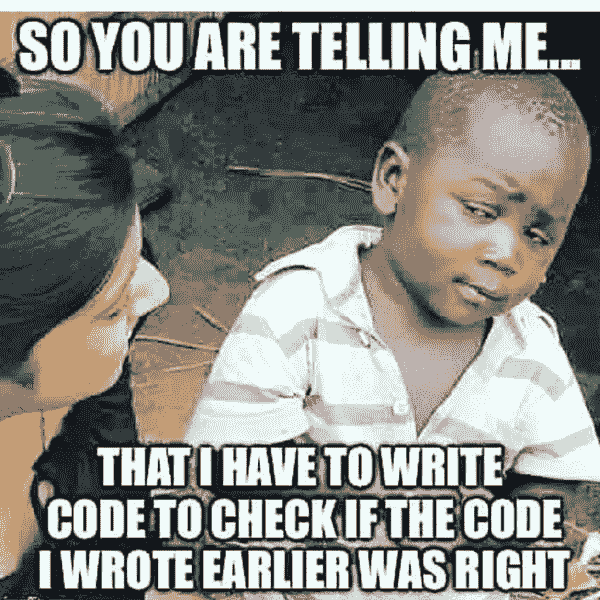 SO YOU ARE TELLING ME...
THAT I HAVE TO WRITE
CODE TO CHECK IF THE CODE
I WROTE EARLIER WAS RIGHT